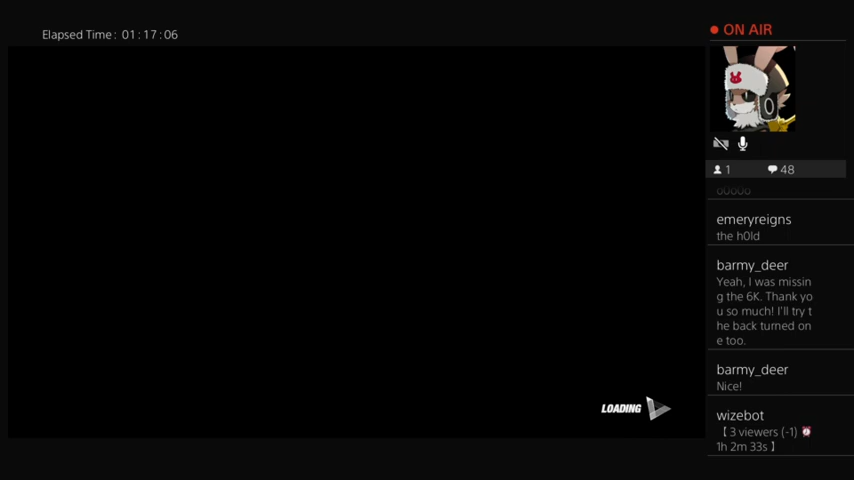 Elapsed Time: 01:17:06
ON AIR
1 48
emeryreigns
the h0ld
barmy_deer
Yeah, I was missin
g the 6K. Thank yo
u so much! I'll try t
he back turned on
e too.
barmy_deer
Nice!
LOADING
wizebot
【 3 viewers (-1) ⏰
1h 2m 33s 】